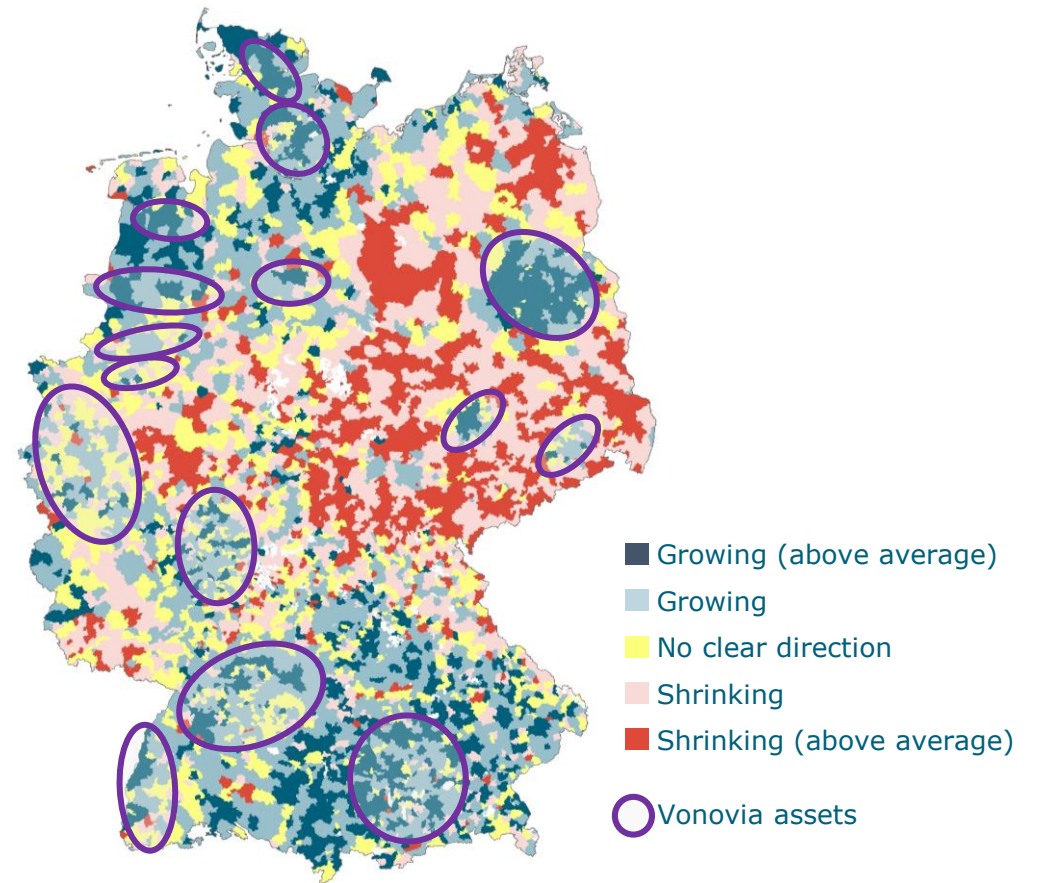 Growing (above average)
Growing
No clear direction
Shrinking
Shrinking (above average)
Vonovia assets